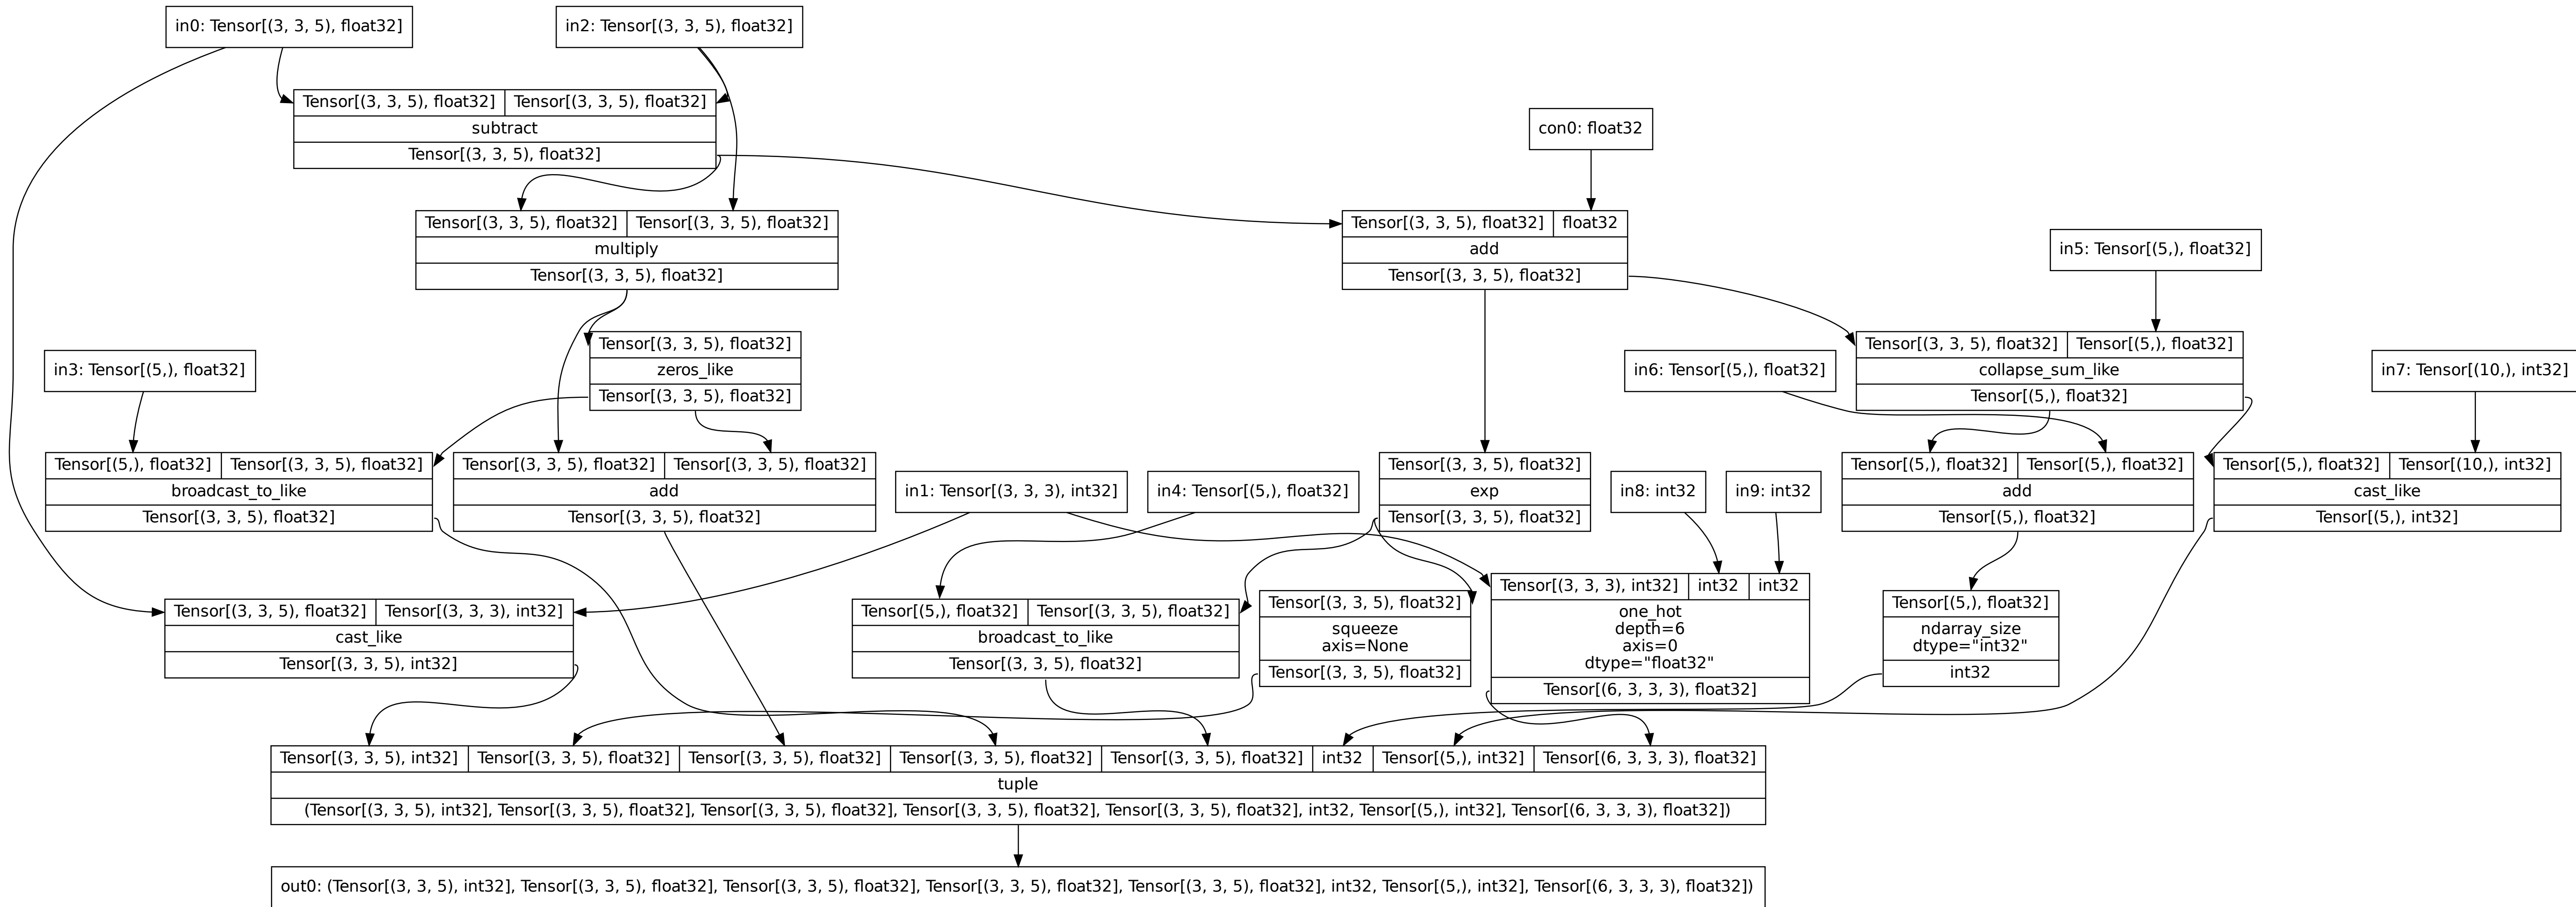 in0: Tensor[(3, 3, 5), float32]
in2: Tensor[(3, 3, 5), float32]
Tensor[(3, 3, 5), float32] Tensor[(3, 3, 5), float32]
subtract
Tensor[(3, 3, 5), float32]
con0: float32
Tensor[(3, 3, 5), float32] Tensor[(3, 3, 5), float32]
multiply
Tensor[(3, 3, 5), float32]
Tensor[(3, 3, 5), float32] float32
add
Tensor[(3, 3, 5), float32]
in5: Tensor[(5,), float32]
in3: Tensor[(5,), float32]
Tensor[(3, 3, 5), float32]
zeros_like
Tensor[(3, 3, 5), float32]
in6: Tensor[(5,), float32]
Tensor[(3, 3, 5), float32] Tensor[(5,), float32]
collapse_sum_like
Tensor[(5,), float32]
in7: Tensor[(10,), int32]
Tensor[(5,), float32] Tensor[(3, 3, 5), float32]
broadcast_to_like
Tensor[(3, 3, 5), float32]
Tensor[(3, 3, 5), float32] Tensor[(3, 3, 5), float32]
add
Tensor[(3, 3, 5), float32]
in1: Tensor[(3, 3, 3), int32]
in4: Tensor[(5,), float32]
Tensor[(3, 3, 5), float32]
exp
Tensor[(3, 3, 5), float32]
in8: int32
in9: int32
Tensor[(5,), float32] Tensor[(5,), float32]
add
Tensor[(5,), float32]
Tensor[(5,), float32] Tensor[(10,), int32]
cast_like
Tensor[(5,), int32]
Tensor[(3, 3, 5), float32] Tensor[(3, 3, 3), int32]
cast_like
Tensor[(3, 3, 5), int32]
Tensor[(5,), float32] Tensor[(3, 3, 5), float32]
broadcast_to_like
Tensor[(3, 3, 5), float32]
Tensor[(3, 3, 5), float32]
squeeze
axis=None
Tensor[(3, 3, 5), float32]
Tensor[(3, 3, 3), int32] int32 int32
one_hot
depth=6
axis=0
dtype="float32"
Tensor[(6, 3, 3, 3), float32]
Tensor[(5,), float32]
ndarray_size
dtype="int32"
int32
Tensor[(3, 3, 5), int32] Tensor[(3, 3, 5), float32] Tensor[(3, 3, 5), float32] Tensor[(3, 3, 5), float32] Tensor[(3, 3, 5), float32] int32 Tensor[(5,), int32] Tensor[(6, 3, 3, 3), float32]
tuple
(Tensor[(3, 3, 5), int32], Tensor[(3, 3, 5), float32], Tensor[(3, 3, 5), float32], Tensor[(3, 3, 5), float32], Tensor[(3, 3, 5), float32], int32, Tensor[(5,), int32], Tensor[(6, 3, 3, 3), float32])
out0: (Tensor[(3, 3, 5), int32], Tensor[(3, 3, 5), float32], Tensor[(3, 3, 5), float32], Tensor[(3, 3, 5), float32], Tensor[(3, 3, 5), float32], int32, Tensor[(5,), int32], Tensor[(6, 3, 3, 3), float32])